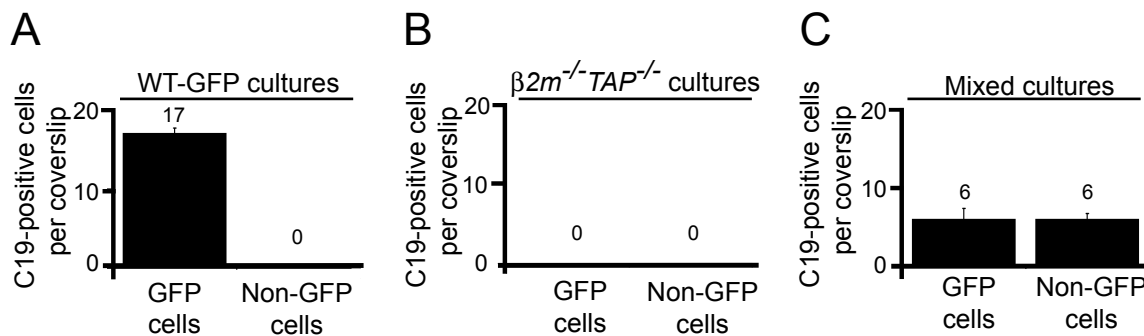 A
WT-GFP cultures
C19-positive cells
per coverslip
20
10
0
17
0
GFP
cells
Non-GFP
cells
B
β2m-/-TAP-/- cultures
C19-positive cells
per coverslip
20
10
0
0
0
GFP
cells
Non-GFP
cells
C
Mixed cultures
C19-positive cells
per coverslip
20
10
0
6
6
GFP
cells
Non-GFP
cells